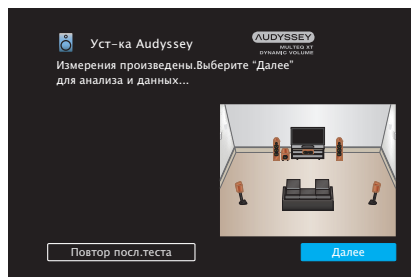 Уст-ка Audyssey
AUDYSSEY
MULTEQ XT
DYNAMIC VOLUME
Измерения произведены.Выберите “Далее”
для анализа и данных...
Повтор посл.теста
Далее